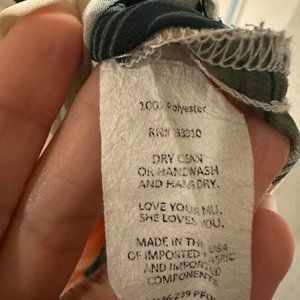 100% Polyester
DRY CLEAN
OR HANDWASH
AND HANG DRY.
LOVE YOUR MU.
SHE LOVES YOU.
MADE IN THE USA
OF IMPORTED FABRIC
AND IMPORTED
COMPONENTS.